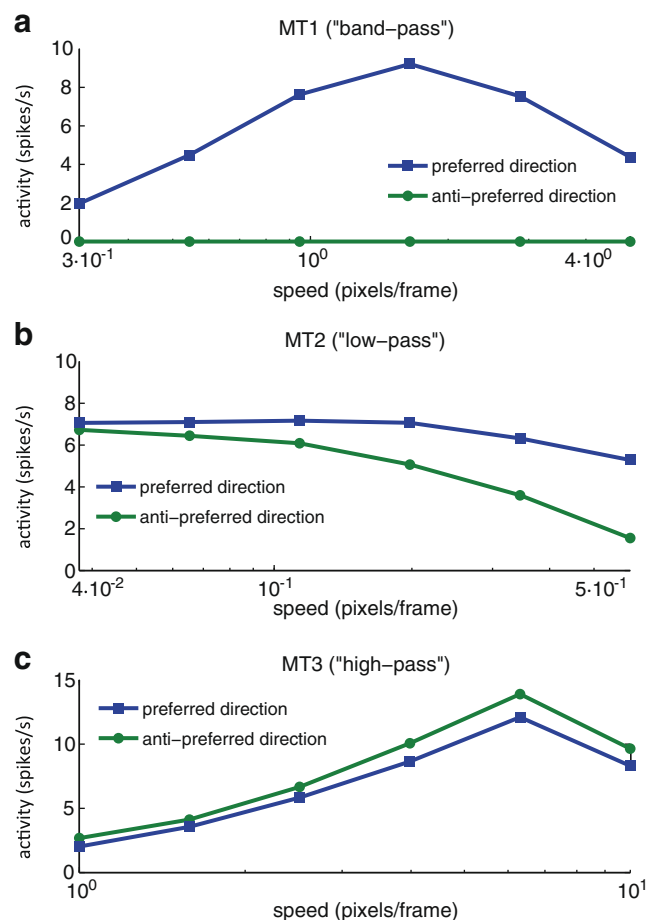 a
MT1 ("band−pass")
10
8
6
4
2
0
activity (spikes/s)
preferred direction
anti−preferred direction
3·10⁻¹ 10⁰ 4·10⁰
speed (pixels/frame)
b
MT2 ("low−pass")
10
8
6
4
2
0
activity (spikes/s)
preferred direction
anti−preferred direction
4·10⁻² 10⁻¹ 5·10⁻¹
speed (pixels/frame)
c
MT3 ("high−pass")
15
10
5
0
activity (spikes/s)
preferred direction
anti−preferred direction
10⁰ 10¹
speed (pixels/frame)